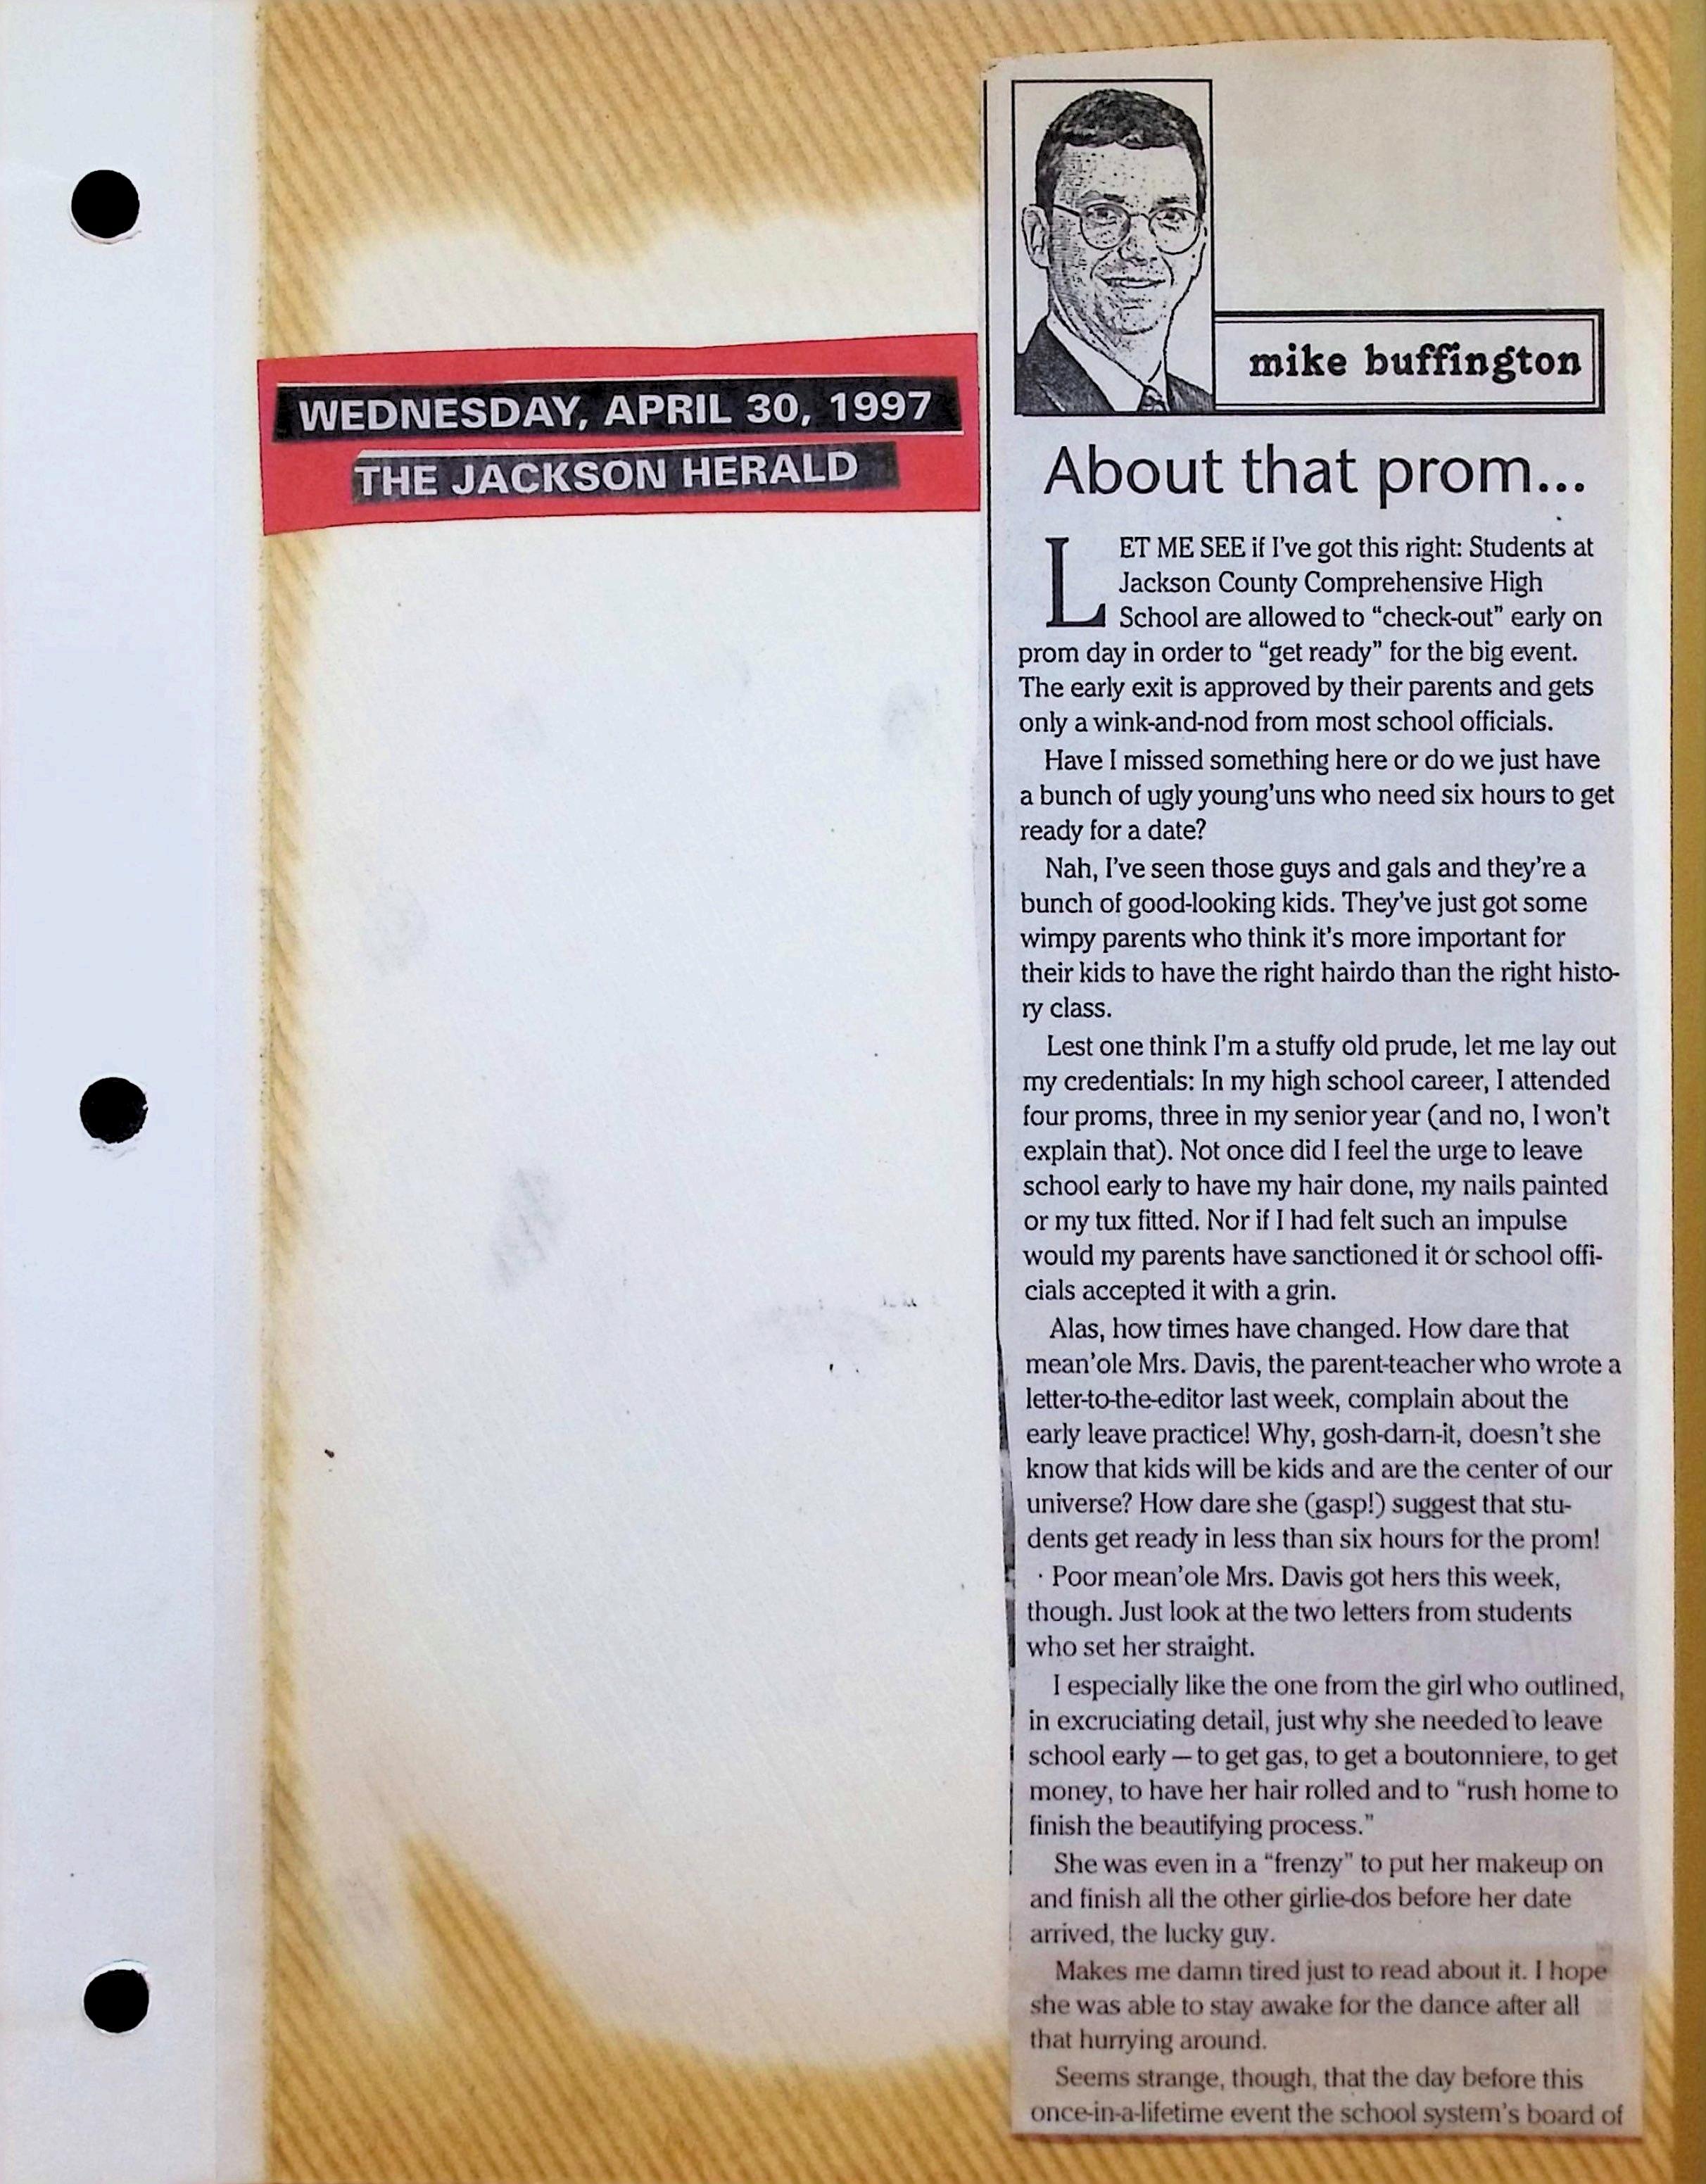 WEDNESDAY, APRIL 30, 1997
THE JACKSON HERALD
mike buffington
About that prom...
LET ME SEE if I've got this right: Students at
Jackson County Comprehensive High
School are allowed to “check-out” early on
prom day in order to “get ready” for the big event.
The early exit is approved by their parents and gets
only a wink-and-nod from most school officials.
Have I missed something here or do we just have
a bunch of ugly young'uns who need six hours to get
ready for a date?
Nah, I've seen those guys and gals and they're a
bunch of good-looking kids. They've just got some
wimpy parents who think it's more important for
their kids to have the right hairdo than the right histo-
ry class.
Lest one think I'm a stuffy old prude, let me lay out
my credentials: In my high school career, I attended
four proms, three in my senior year (and no, I won't
explain that). Not once did I feel the urge to leave
school early to have my hair done, my nails painted
or my tux fitted. Nor if I had felt such an impulse
would my parents have sanctioned it or school offi-
cials accepted it with a grin.
Alas, how times have changed. How dare that
mean'ole Mrs. Davis, the parent-teacher who wrote a
letter-to-the-editor last week, complain about the
early leave practice! Why, gosh-darn-it, doesn't she
know that kids will be kids and are the center of our
universe? How dare she (gasp!) suggest that stu-
dents get ready in less than six hours for the prom!
Poor mean'ole Mrs. Davis got hers this week,
though. Just look at the two letters from students
who set her straight.
I especially like the one from the girl who outlined,
in excruciating detail, just why she needed to leave
school early — to get gas, to get a boutonniere, to get
money, to have her hair rolled and to “rush home to
finish the beautifying process.”
She was even in a “frenzy” to put her makeup on
and finish all the other girlie-dos before her date
arrived, the lucky guy.
Makes me damn tired just to read about it. I hope
she was able to stay awake for the dance after all
that hurrying around.
Seems strange, though, that the day before this
once-in-a-lifetime event the school system's board of